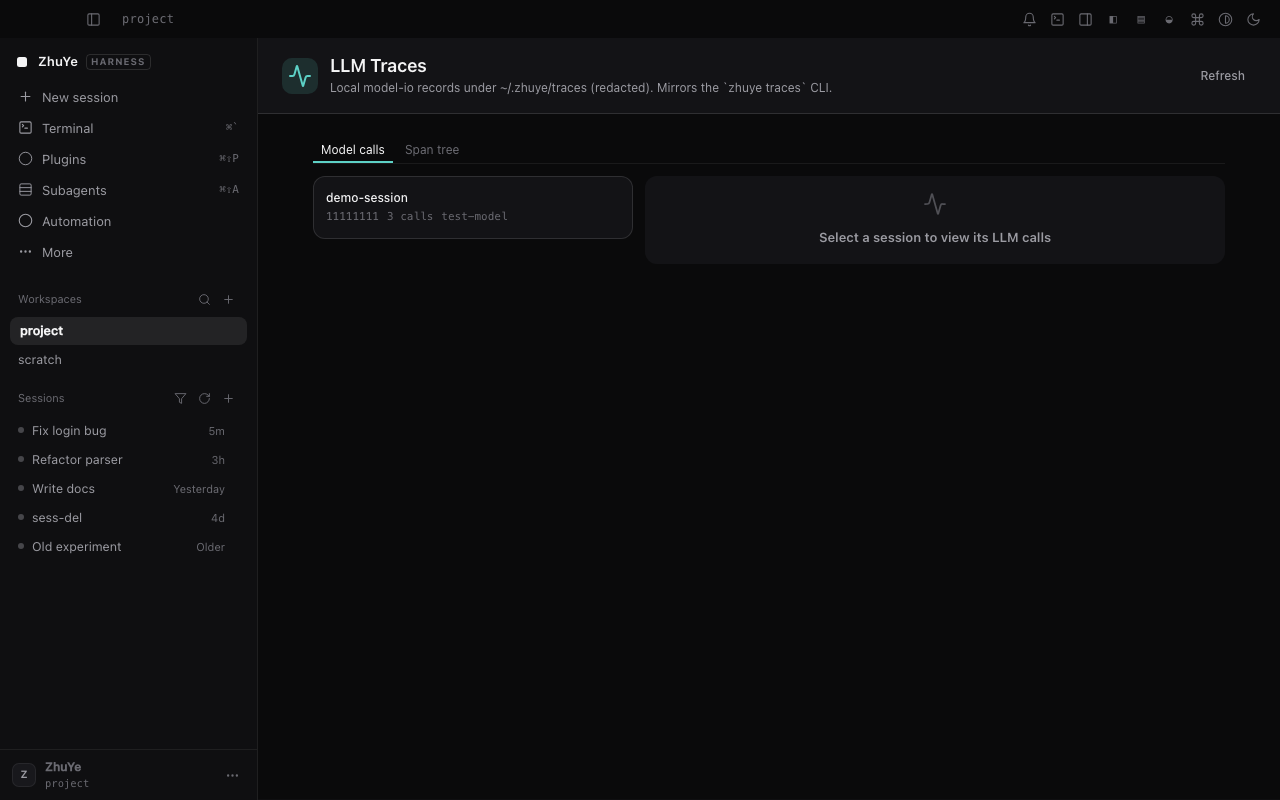 project
ZhuYe HARNESS
New session
Terminal ⌘`
Plugins ⌘⇧P
Subagents ⌘⇧A
Automation
More
Workspaces
project
scratch
Sessions
Fix login bug 5m
Refactor parser 3h
Write docs Yesterday
sess-del 4d
Old experiment Older
Z
ZhuYe
project
LLM Traces
Local model-io records under ~/.zhuye/traces (redacted). Mirrors the `zhuye traces` CLI.
Refresh
Model calls Span tree
demo-session
11111111 3 calls test-model
Select a session to view its LLM calls